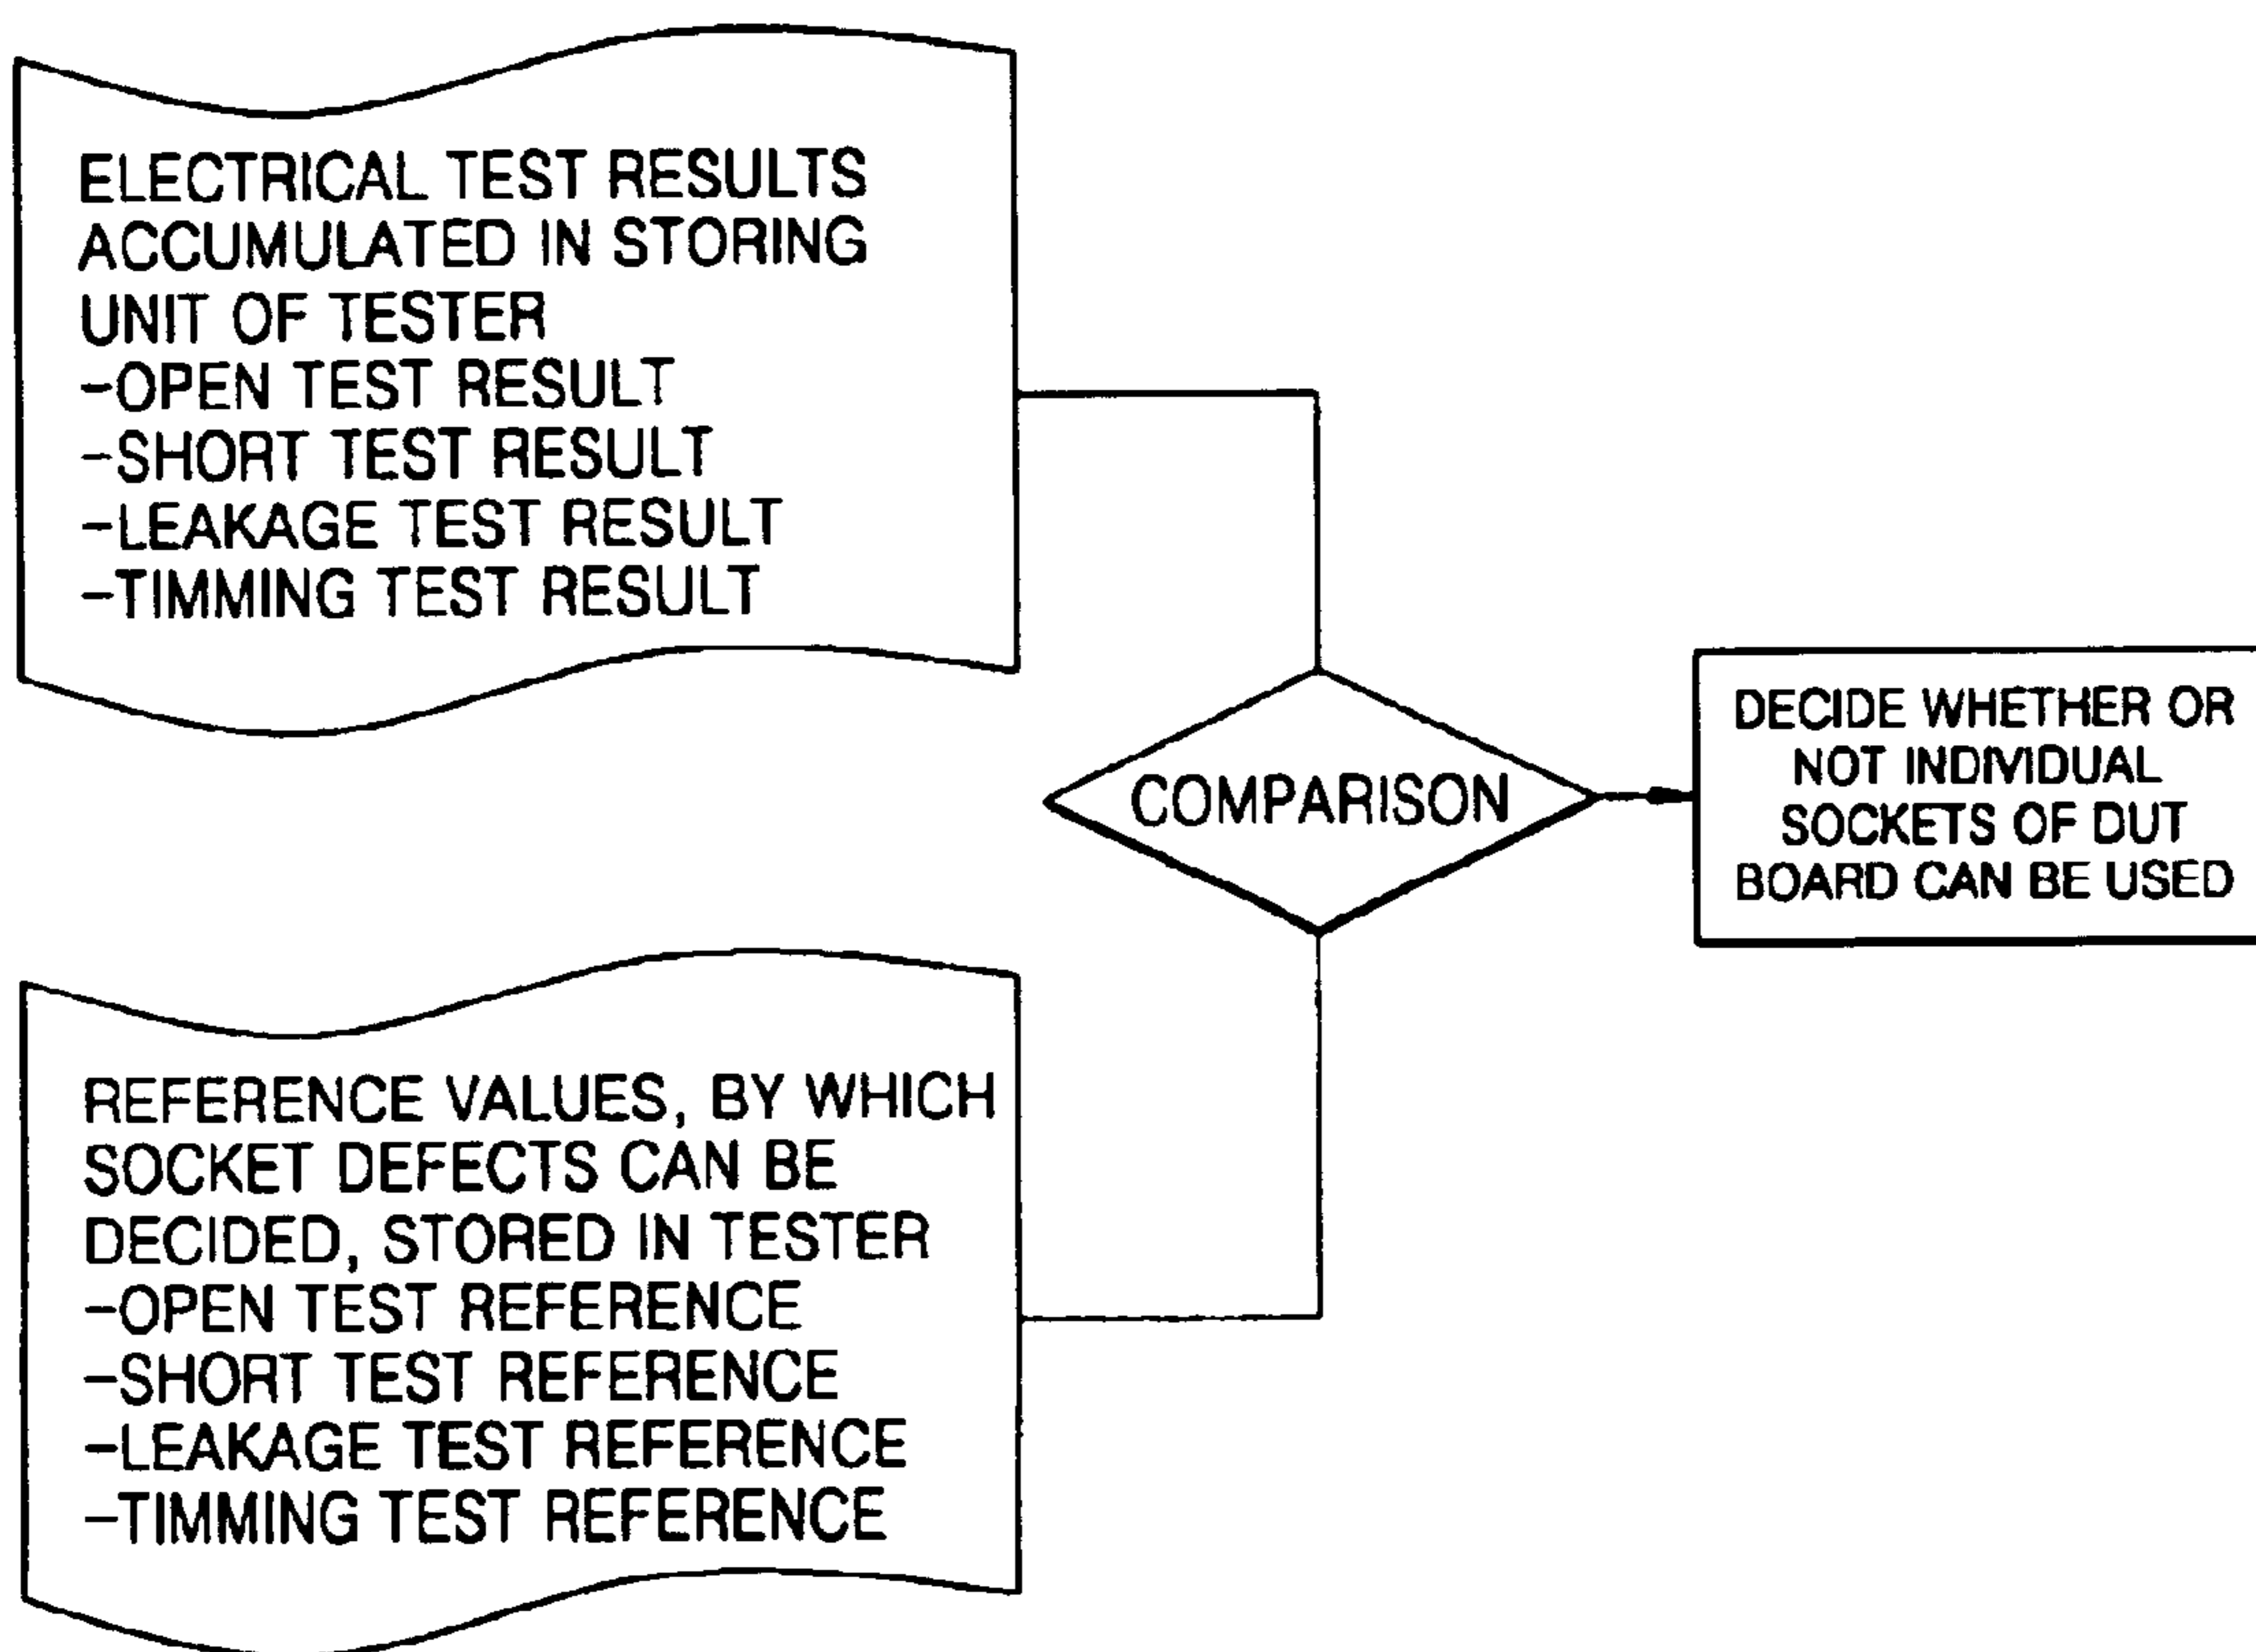 ELECTRICAL TEST RESULTS
ACCUMULATED IN STORING
UNIT OF TESTER
-OPEN TEST RESULT
-SHORT TEST RESULT
-LEAKAGE TEST RESULT
-TIMMING TEST RESULT
COMPARISON
DECIDE WHETHER OR
NOT INDIVIDUAL
SOCKETS OF DUT
BOARD CAN BE USED
REFERENCE VALUES, BY WHICH
SOCKET DEFECTS CAN BE
DECIDED, STORED IN TESTER
-OPEN TEST REFERENCE
-SHORT TEST REFERENCE
-LEAKAGE TEST REFERENCE
-TIMMING TEST REFERENCE